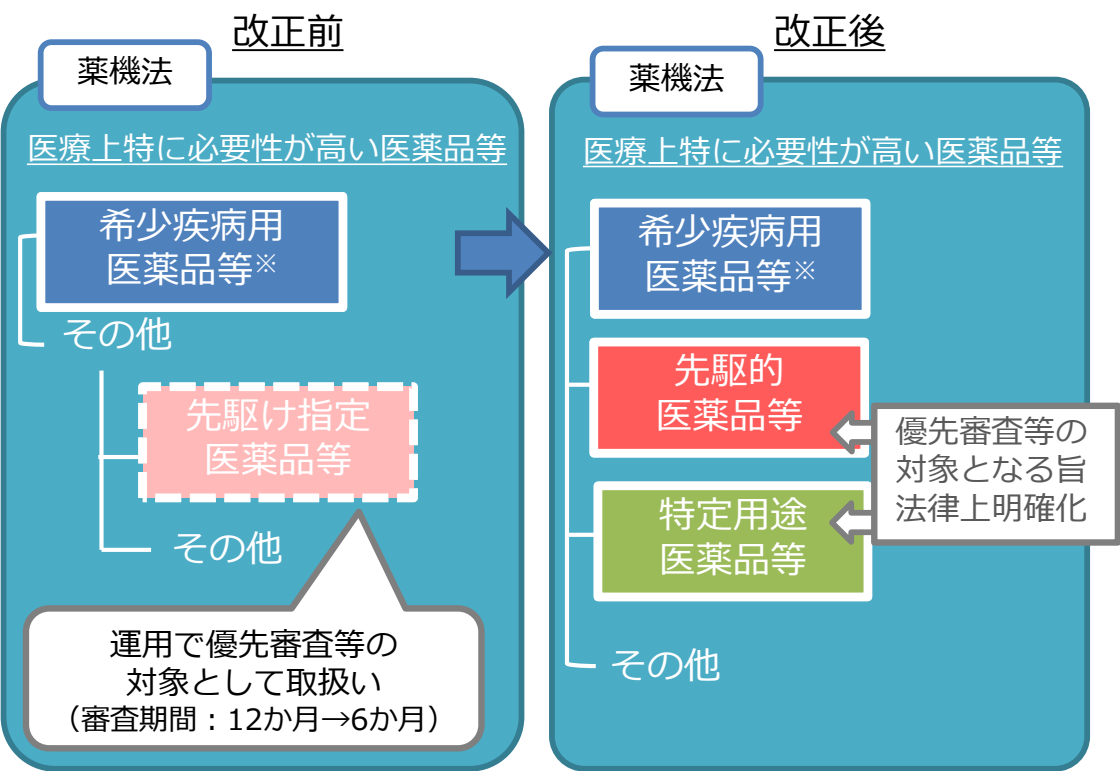 改正前
薬機法
医療上特に必要性が高い医薬品等
希少疾病用
医薬品等※
その他
先駆け指定
医薬品等
その他
運用で優先審査等の
対象として取扱い
（審査期間：12か月→6か月）
改正後
薬機法
医療上特に必要性が高い医薬品等
希少疾病用
医薬品等※
先駆的
医薬品等
特定用途
医薬品等
その他
優先審査等の
対象となる旨
法律上明確化